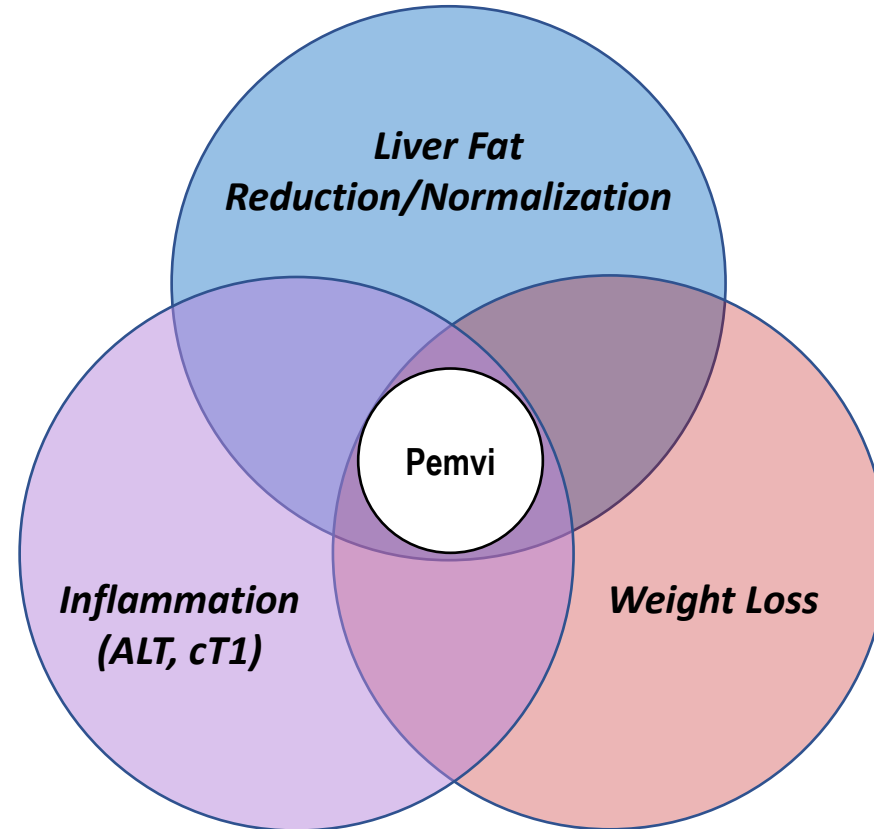 Liver Fat
Reduction/Normalization
Pemvi
Inflammation
(ALT, cT1)
Weight Loss